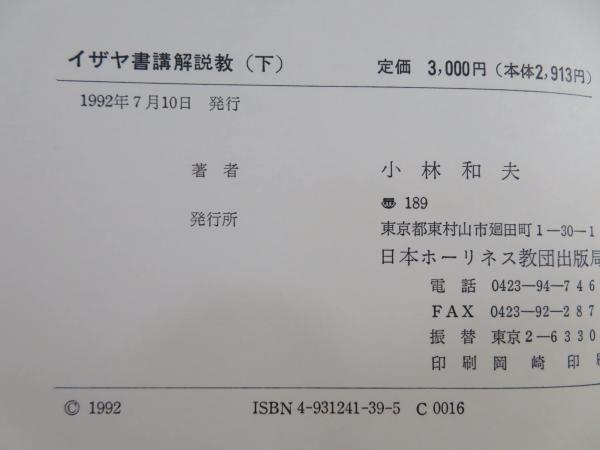 イザヤ書講解説教（下） 定価 3,000円（本体2,913円）
1992年7月10日 発行
著者 小林和夫
〠 189
発行所 東京都東村山市廻田町1―30―1
日本ホーリネス教団出版局
電話 0423―94―746
FAX 0423―92―287
振替 東京2―6330
印刷 岡崎印刷
© 1992 ISBN 4-931241-39-5 C 0016